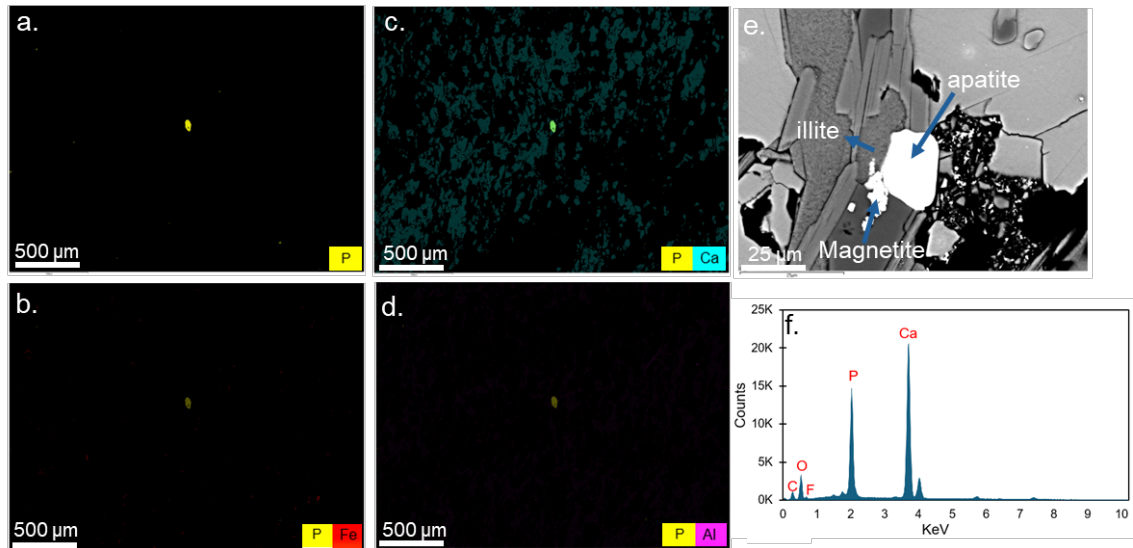 a.
500 µm
P
c.
500 µm
P Ca
e.
apatite
illite
Magnetite
25 µm
25µm
b.
500 µm
P Fe
d.
500 µm
P Al
f.
25K
20K
15K
10K
5K
0K
Counts
C
O
F
P
Ca
0 1 2 3 4 5 6 7 8 9 10
KeV